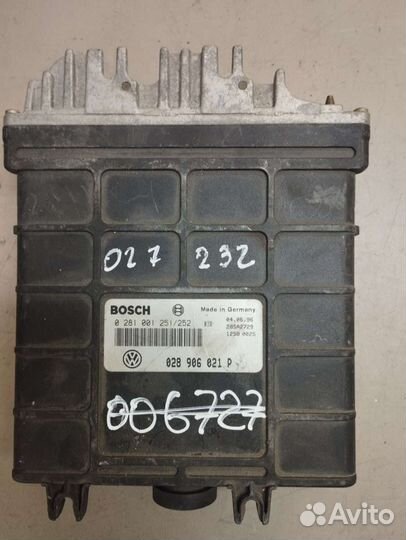 027 232
BOSCH
Made in Germany
0 281 001 251/252
04.06.96
28SA2729
1250 0025
028 906 021 P
006727
Avito